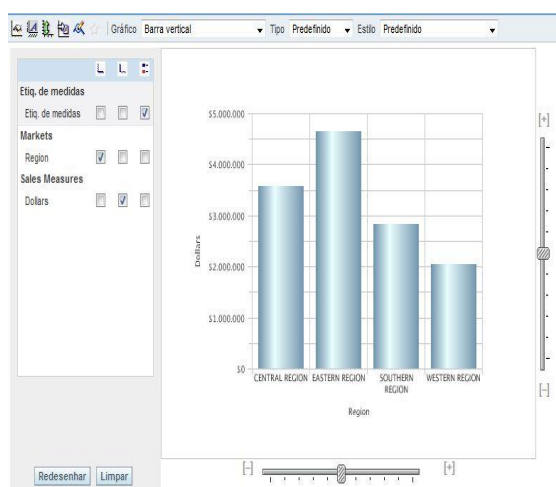 Gráfico Barra vertical Tipo Predefinido Estilo Predefinido
Etiq. de medidas
Etiq. de medidas
Markets
Region
Sales Measures
Dollars
Redesenhar Limpar
$5.000.000
$4.000.000
$3.000.000
$2.000.000
$1.000.000
$0
Dollars
CENTRAL REGION EASTERN REGION SOUTHERN REGION WESTERN REGION
Region
[+]
[-]
[-] [+]